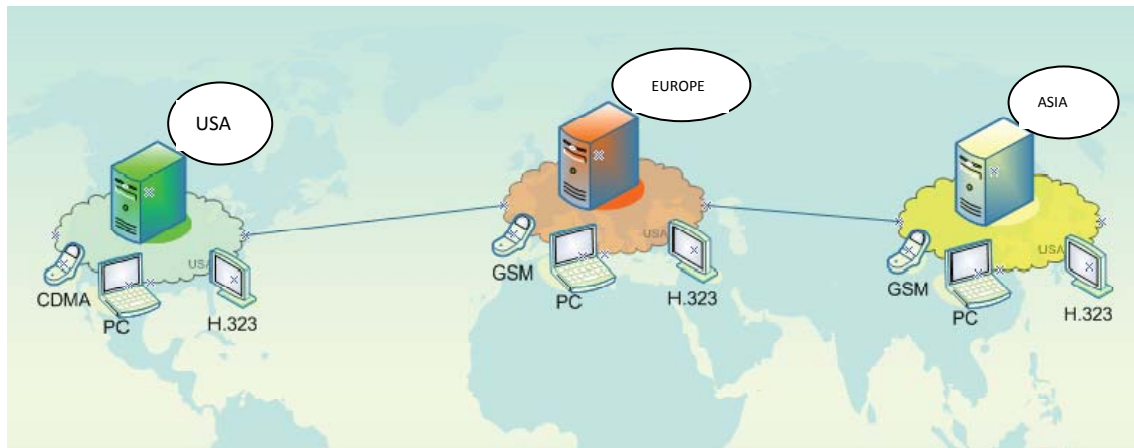 USA
EUROPE
ASIA
USA
CDMA
PC
H.323
USA
GSM
PC
H.323
USA
GSM
PC
H.323